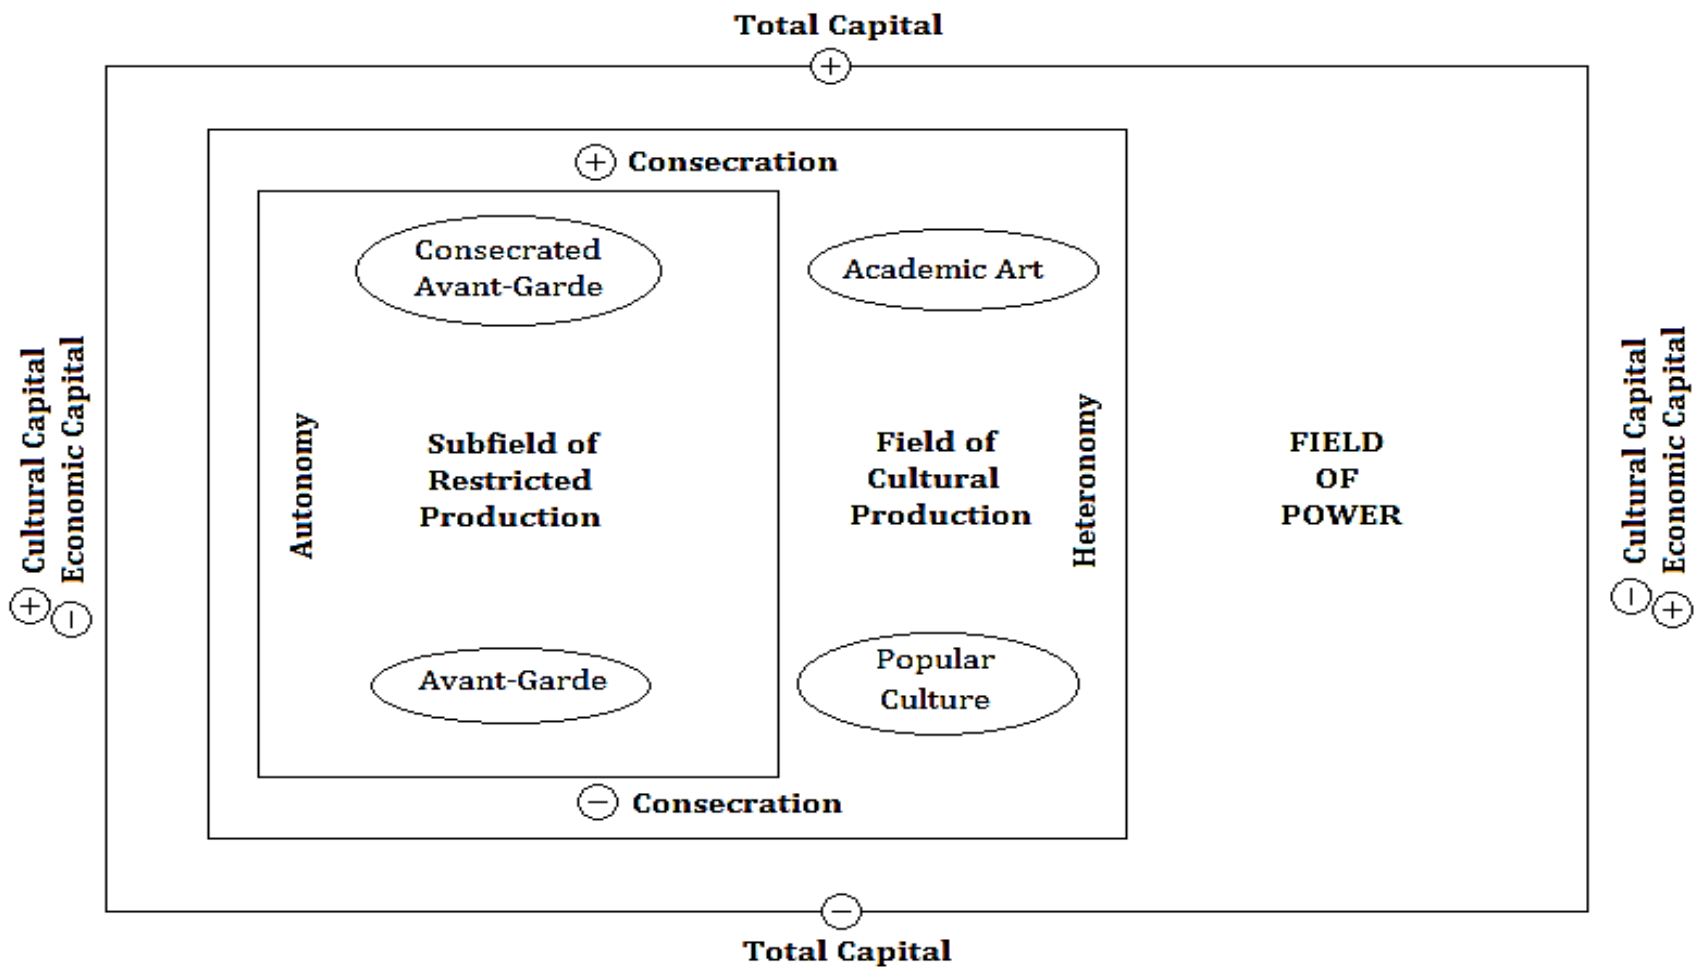 Total Capital
+
+ Consecration
Consecrated
Avant-Garde
Academic Art
+ Cultural Capital
− Economic Capital
Autonomy
Subfield of
Restricted
Production
Field of
Cultural
Production
Heteronomy
FIELD
OF
POWER
− Cultural Capital
+ Economic Capital
Avant-Garde
Popular
Culture
− Consecration
−
Total Capital